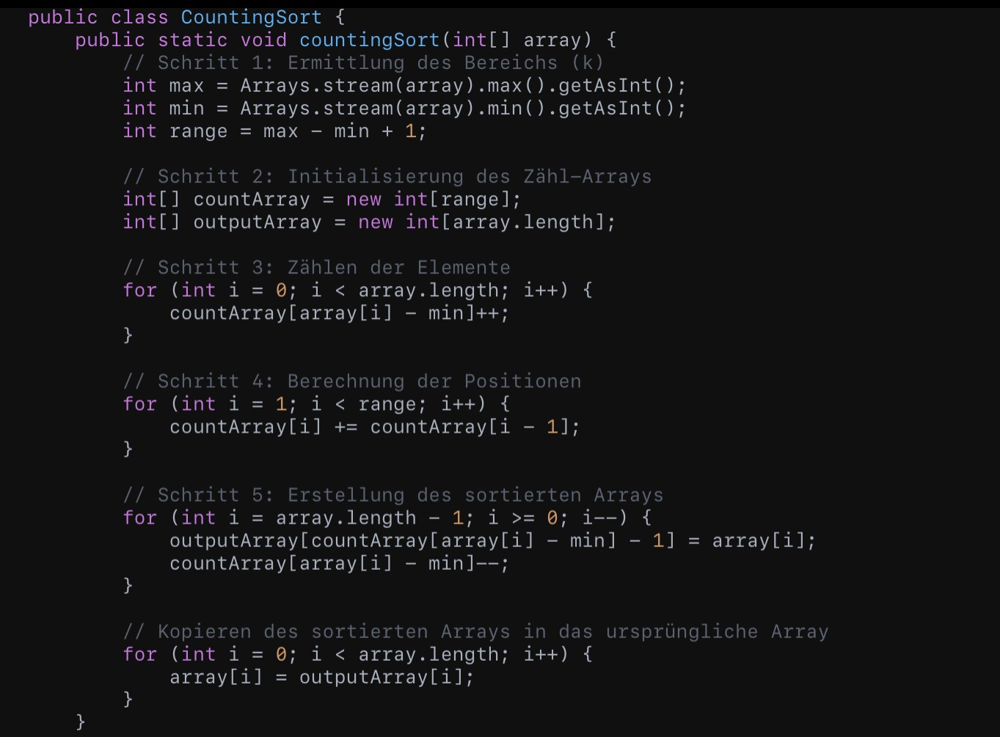 public class CountingSort {
    public static void countingSort(int[] array) {
        // Schritt 1: Ermittlung des Bereichs (k)
        int max = Arrays.stream(array).max().getAsInt();
        int min = Arrays.stream(array).min().getAsInt();
        int range = max - min + 1;

        // Schritt 2: Initialisierung des Zähl-Arrays
        int[] countArray = new int[range];
        int[] outputArray = new int[array.length];

        // Schritt 3: Zählen der Elemente
        for (int i = 0; i < array.length; i++) {
            countArray[array[i] - min]++;
        }

        // Schritt 4: Berechnung der Positionen
        for (int i = 1; i < range; i++) {
            countArray[i] += countArray[i - 1];
        }

        // Schritt 5: Erstellung des sortierten Arrays
        for (int i = array.length - 1; i >= 0; i--) {
            outputArray[countArray[array[i] - min] - 1] = array[i];
            countArray[array[i] - min]--;
        }

        // Kopieren des sortierten Arrays in das ursprüngliche Array
        for (int i = 0; i < array.length; i++) {
            array[i] = outputArray[i];
        }
    }